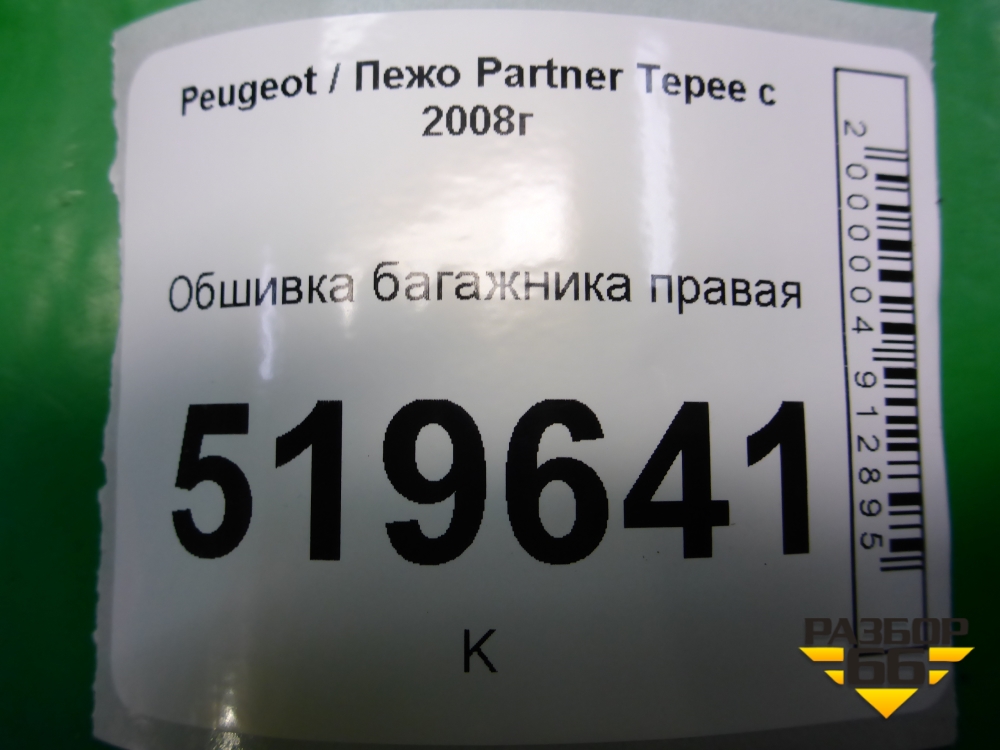 Peugeot / Пежо Partner Tepee с
2008г
Обшивка багажника правая
519641
К
2000004912895
РАЗБОР
66